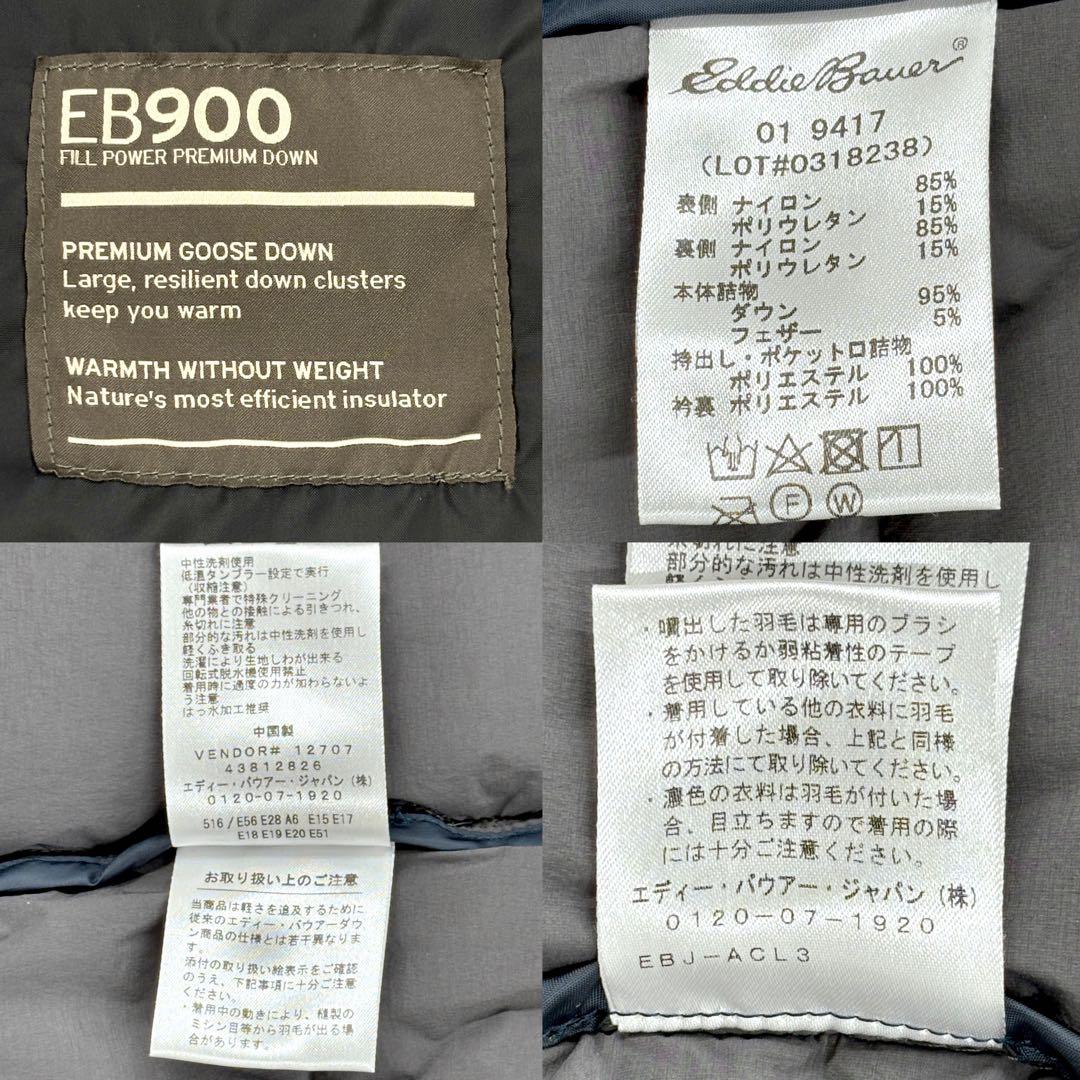 EB900
FILL POWER PREMIUM DOWN
PREMIUM GOOSE DOWN
Large, resilient down clusters
keep you warm
WARMTH WITHOUT WEIGHT
Nature's most efficient insulator
Eddie Bauer®
01 9417
(LOT#0318238)
表側 ナイロン 85%
ポリウレタン 15%
裏側 ナイロン 85%
ポリウレタン 15%
本体詰物
ダウン 95%
フェザー 5%
持出し・ポケット口詰物
ポリエステル 100%
衿裏 ポリエステル 100%
1
F W
中性洗剤使用
低温タンブラー設定で実行
(収縮注意)
専門業者で特殊クリーニング
他の物との接触による引きつれ、
糸切れに注意
部分的な汚れは中性洗剤を使用し
軽くふき取る
洗濯により生地しわが出来る
回転式脱水機使用禁止
着用時に過度の力が加わらないよ
う注意
はっ水加工推奨
中国製
VENDOR# 12707
43812826
エディー・バウアー・ジャパン(株)
0120-07-1920
516/E56 E28 A6 E15 E17
E18 E19 E20 E51
お取り扱い上のご注意
当商品は軽さを追及するために
従来のエディー・バウアーダウ
ン商品の仕様とは若干異なりま
す。
添付の取り扱い絵表示をご確認
のうえ、下記事項に十分ご注意
ください。
・着用中の動きにより、縫製の
ミシン目等から羽毛が出る場
合があります。
糸切れに注意
部分的な汚れは中性洗剤を使用し
・噴出した羽毛は専用のブラシ
をかけるか弱粘着性のテープ
を使用して取り除いてください。
・着用している他の衣料に羽毛
が付着した場合、上記と同様
の方法にて取り除いてください。
・濃色の衣料は羽毛が付いた場
合、目立ちますので着用の際
には十分ご注意ください。
エディー・バウアー・ジャパン(株)
0120-07-1920
EBJ-ACL3